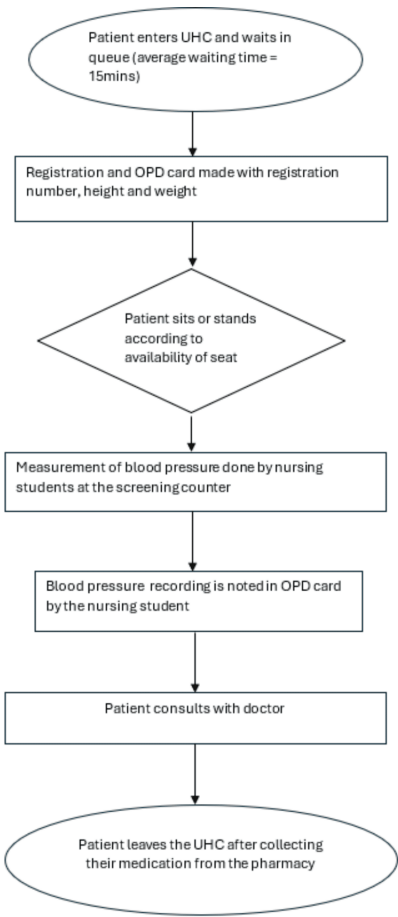 Patient enters UHC and waits in
queue (average waiting time =
15mins)
Registration and OPD card made with registration
number, height and weight
Patient sits or stands
according to
availability of seat
Measurement of blood pressure done by nursing
students at the screening counter
Blood pressure recording is noted in OPD card
by the nursing student
Patient consults with doctor
Patient leaves the UHC after collecting
their medication from the pharmacy